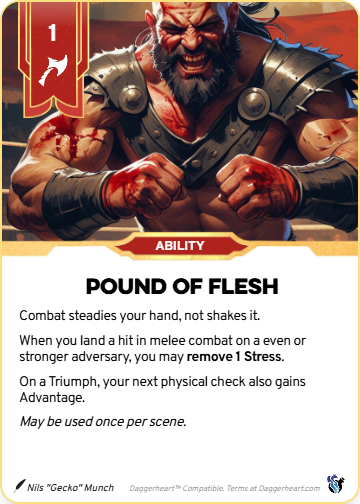 1
ABILITY
POUND OF FLESH
Combat steadies your hand, not shakes it.
When you land a hit in melee combat on a even or
stronger adversary, you may remove 1 Stress.
On a Triumph, your next physical check also gains
Advantage.
May be used once per scene.
Nils "Gecko" Munch
Daggerheart™ Compatible. Terms at Daggerheart.com